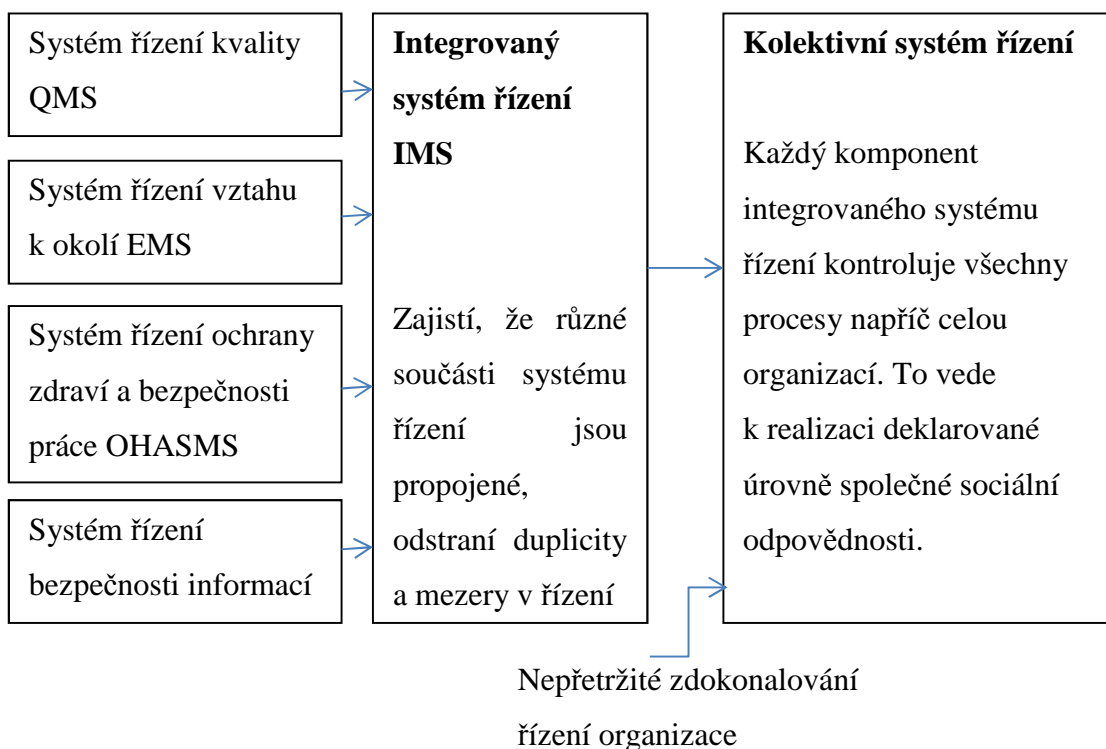 Systém řízení kvality
QMS
Systém řízení vztahu
k okolí EMS
Systém řízení ochrany
zdraví a bezpečnosti
práce OHASMS
Systém řízení
bezpečnosti informací
Integrovaný
systém řízení
IMS
Zajistí, že různé
součásti systému
řízení jsou
propojené,
odstraní duplicity
a mezery v řízení
Kolektivní systém řízení
Každý komponent
integrovaného systému
řízení kontroluje všechny
procesy napříč celou
organizací. To vede
k realizaci deklarované
úrovně společné sociální
odpovědnosti.
Nepřetržité zdokonalování
řízení organizace